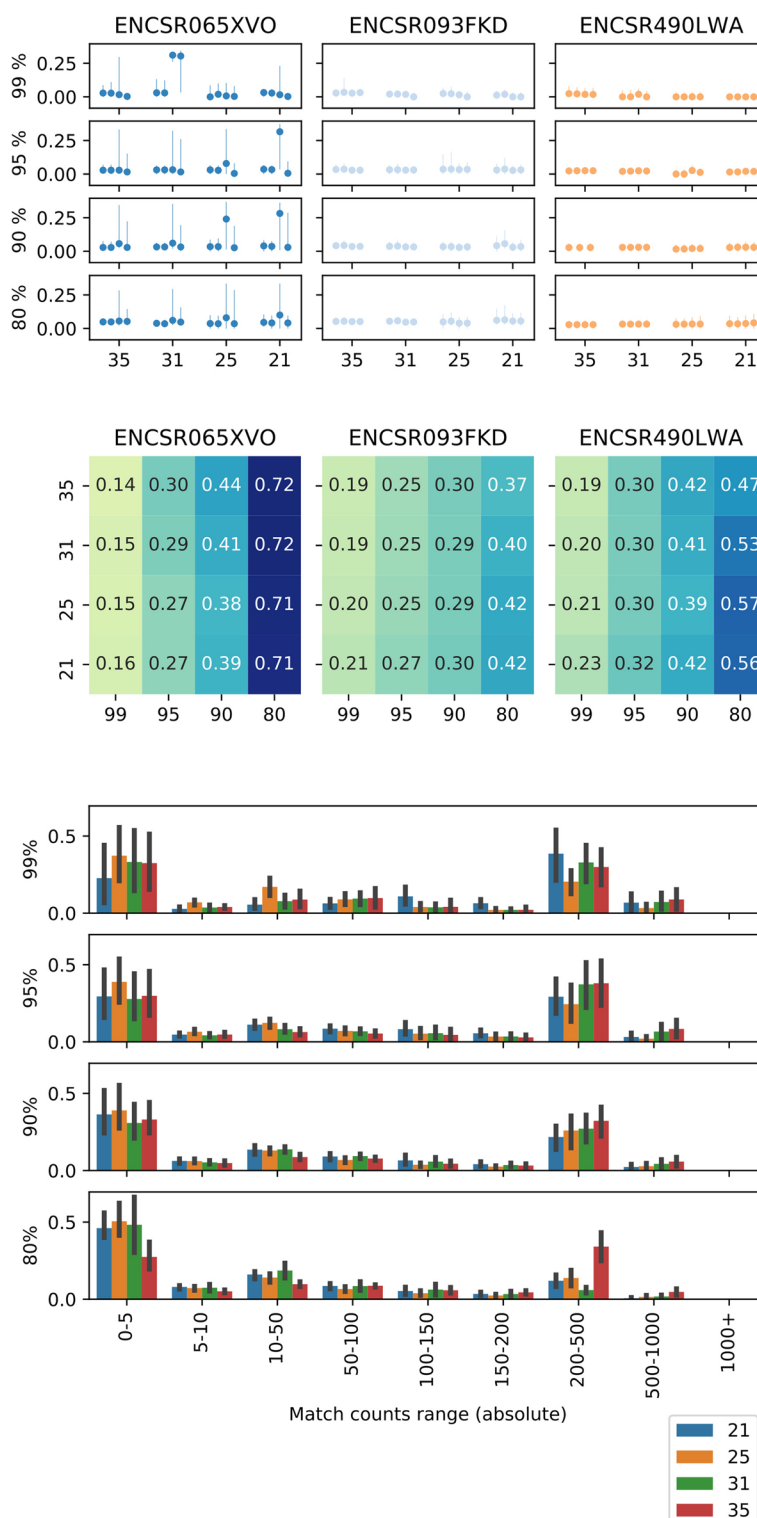 ENCSR065XVO ENCSR093FKD ENCSR490LWA
99 % 0.25 0.00
95 % 0.25 0.00
90 % 0.25 0.00
80 % 0.25 0.00
35 31 25 21 35 31 25 21 35 31 25 21
ENCSR065XVO ENCSR093FKD ENCSR490LWA
35 0.14 0.30 0.44 0.72 0.19 0.25 0.30 0.37 0.19 0.30 0.42 0.47
31 0.15 0.29 0.41 0.72 0.19 0.25 0.29 0.40 0.20 0.30 0.41 0.53
25 0.15 0.27 0.38 0.71 0.20 0.25 0.29 0.42 0.21 0.30 0.39 0.57
21 0.16 0.27 0.39 0.71 0.21 0.27 0.30 0.42 0.23 0.32 0.42 0.56
99 95 90 80 99 95 90 80 99 95 90 80
99% 0.5 0.0
95% 0.5 0.0
90% 0.5 0.0
80% 0.5 0.0
0-5 5-10 10-50 50-100 100-150 150-200 200-500 500-1000 1000+
Match counts range (absolute)
21
25
31
35